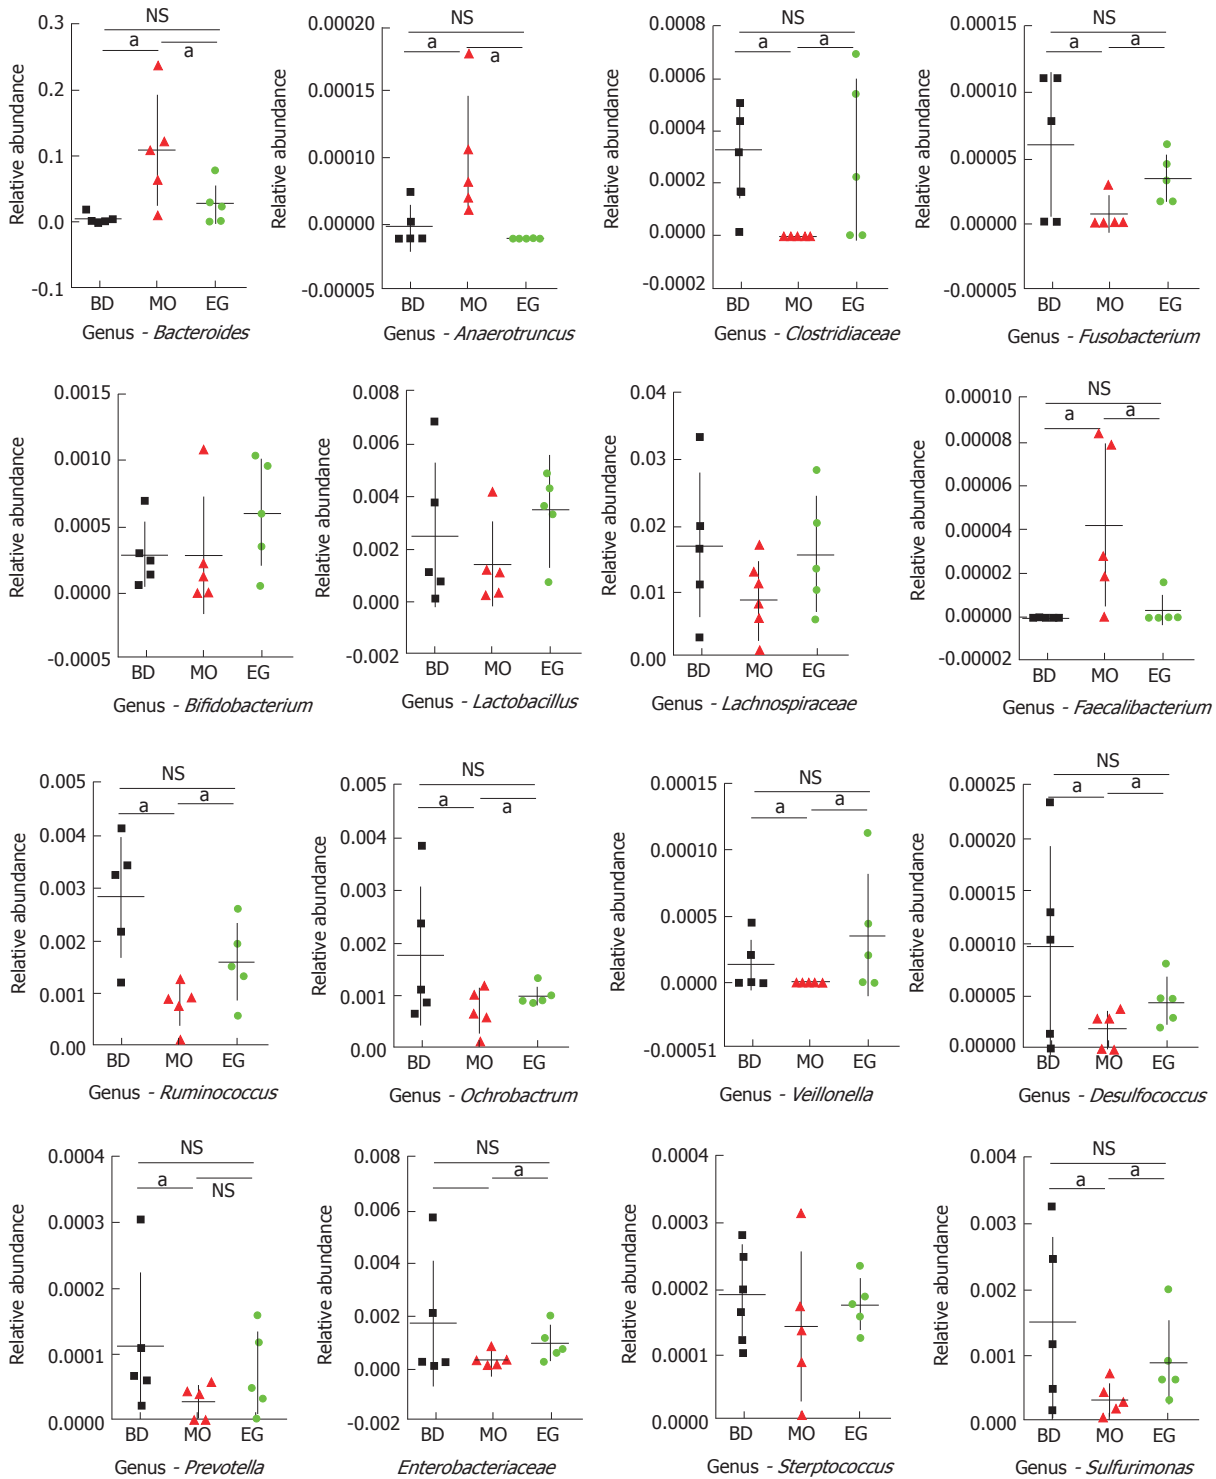 NS
a
a
Relative abundance
0.3
0.2
0.1
0.0
-0.1
BD MO EG
Genus - Bacteroides
NS
a
a
Relative abundance
0.00020
0.00015
0.00010
0.00000
-0.00005
BD MO EG
Genus - Anaerotruncus
NS
a
a
Relative abundance
0.0008
0.0006
0.0004
0.0002
0.0000
-0.0002
BD MO EG
Genus - Clostridiaceae
NS
a
a
Relative abundance
0.00015
0.00010
0.00005
0.00000
-0.00005
BD MO EG
Genus - Fusobacterium
Relative abundance
0.0015
0.0010
0.0005
0.0000
-0.0005
BD MO EG
Genus - Bifidobacterium
Relative abundance
0.008
0.006
0.004
0.002
0.000
-0.002
BD MO EG
Genus - Lactobacillus
Relative abundance
0.04
0.03
0.02
0.01
0.00
BD MO EG
Genus - Lachnospiraceae
NS
a
a
Relative abundance
0.00010
0.00008
0.00004
0.00002
0.00000
-0.00002
BD MO EG
Genus - Faecalibacterium
NS
a
a
Relative abundance
0.005
0.004
0.003
0.002
0.001
0.00
BD MO EG
Genus - Ruminococcus
NS
a
a
Relative abundance
0.005
0.004
0.003
0.002
0.001
0.00
BD MO EG
Genus - Ochrobactrum
NS
a
a
Relative abundance
0.00015
0.00010
0.0005
0.0000
-0.00051
BD MO EG
Genus - Veillonella
NS
a
a
Relative abundance
0.00025
0.00020
0.00015
0.00010
0.00005
0.00000
BD MO EG
Genus - Desulfococcus
NS
a
NS
Relative abundance
0.0004
0.0003
0.0002
0.0001
0.0000
BD MO EG
Genus - Prevotella
NS
a
Relative abundance
0.008
0.006
0.004
0.002
0.000
-0.002
BD MO EG
Enterobacteriaceae
Relative abundance
0.0004
0.0003
0.0002
0.0001
0.0000
BD MO EG
Genus - Sterptococcus
NS
a
a
Relative abundance
0.004
0.003
0.002
0.001
0.000
BD MO EG
Genus - Sulfurimonas